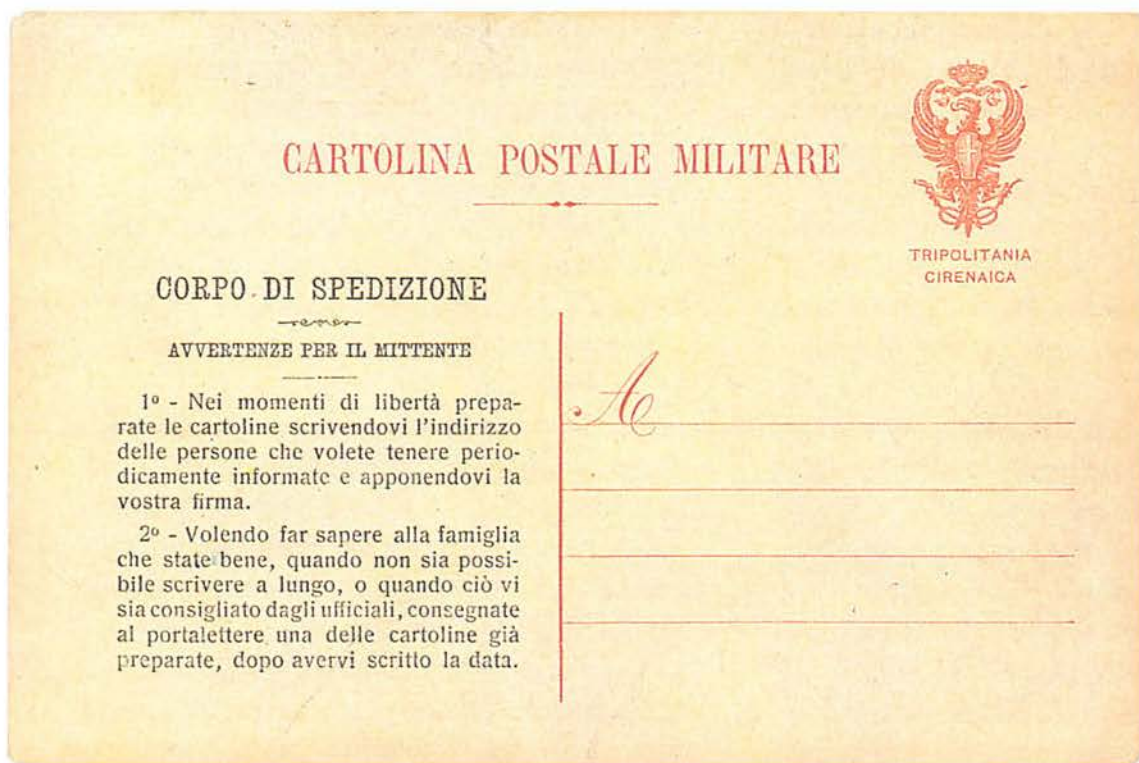 CARTOLINA POSTALE MILITARE
TRIPOLITANIA
CIRENAICA
CORPO DI SPEDIZIONE
AVVERTENZE PER IL MITTENTE
1º - Nei momenti di libertà prepa-
rate le cartoline scrivendovi l'indirizzo
delle persone che volete tenere perio-
dicamente informate e apponendovi la
vostra firma.
2º - Volendo far sapere alla famiglia
che state bene, quando non sia possi-
bile scrivere a lungo, o quando ciò vi
sia consigliato dagli ufficiali, consegnate
al portalettere una delle cartoline già
preparate, dopo avervi scritto la data.
A